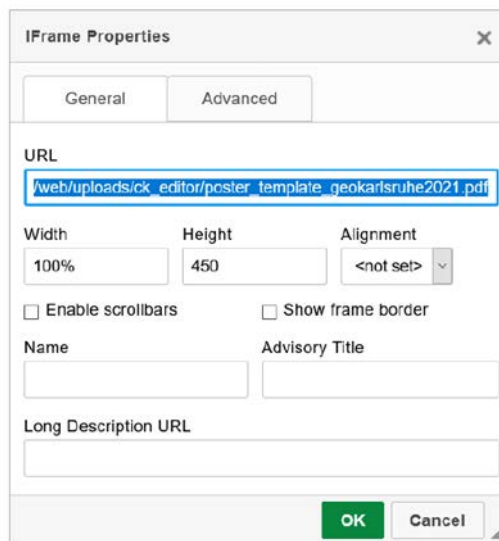 IFrame Properties
General Advanced
URL
/web/uploads/ck_editor/poster_template_geokarlsruhe2021.pdf
Width Height Alignment
100% 450 <not set>
Enable scrollbars Show frame border
Name Advisory Title
Long Description URL
OK Cancel